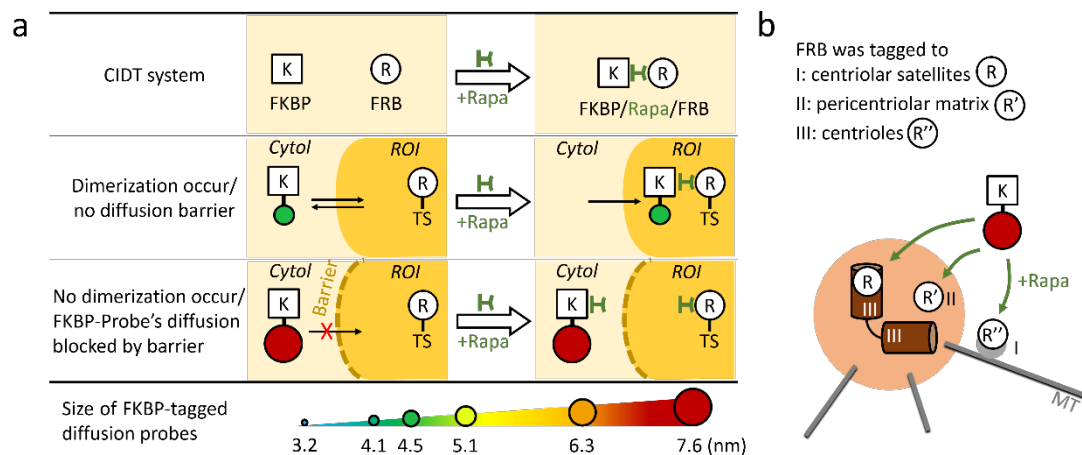 a
CIDT system
K
FKBP
R
FRB
+Rapa
K R
FKBP/Rapa/FRB
Dimerization occur/
no diffusion barrier
Cytol ROI
K
R
TS
+Rapa
Cytol ROI
K R
TS
No dimerization occur/
FKBP-Probe's diffusion
blocked by barrier
Cytol ROI
Barrier
K
R
TS
+Rapa
Cytol ROI
K
R
TS
Size of FKBP-tagged
diffusion probes
3.2 4.1 4.5 5.1 6.3 7.6 (nm)
b
FRB was tagged to
I: centriolar satellites R
II: pericentriolar matrix R'
III: centrioles R''
K
+Rapa
R
III
R' II
III
R''
I
MT